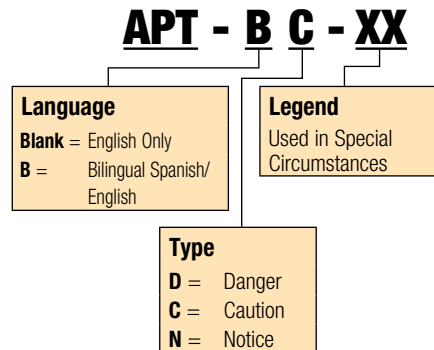 APT - B C - XX
Language
Blank = English Only
B = Bilingual Spanish/
English
Legend
Used in Special
Circumstances
Type
D = Danger
C = Caution
N = Notice